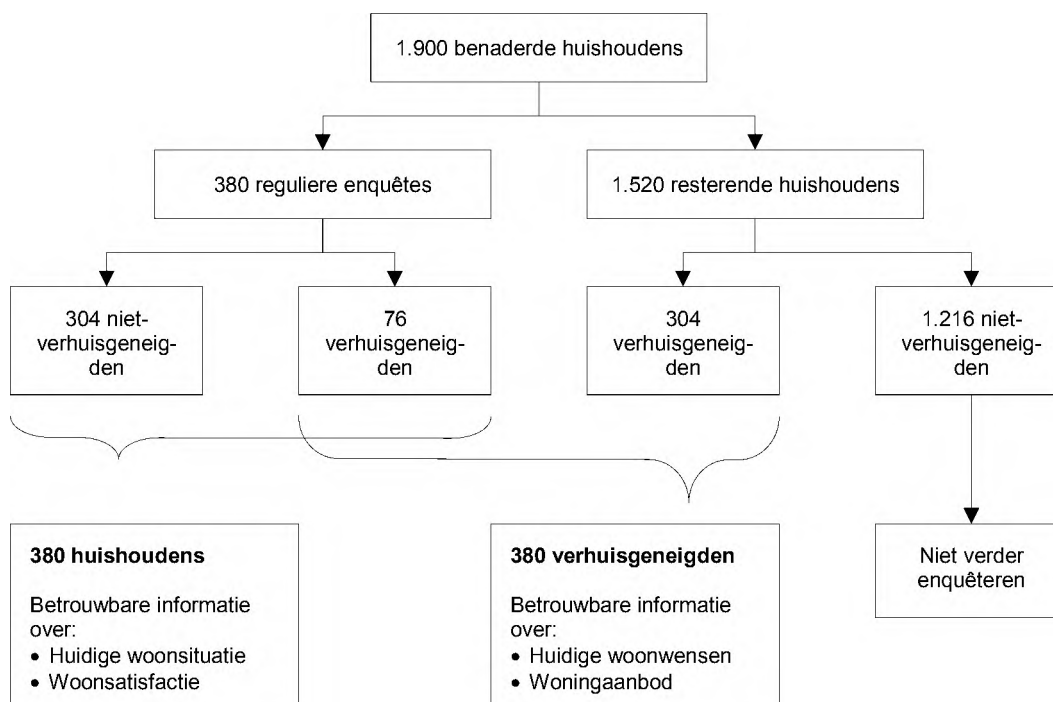 1.900 benaderde huishoudens
380 reguliere enquêtes
1.520 resterende huishoudens
304 niet-
verhuisgeneig-
den
76
verhuisgeneig-
den
304
verhuisgeneig-
den
1.216 niet-
verhuisgeneig-
den
380 huishoudens
Betrouwbare informatie
over:
• Huidige woonsituatie
• Woonsatisfactie
380 verhuisgeneigden
Betrouwbare informatie
over:
• Huidige woonwensen
• Woningaanbod
Niet verder
enquêteren